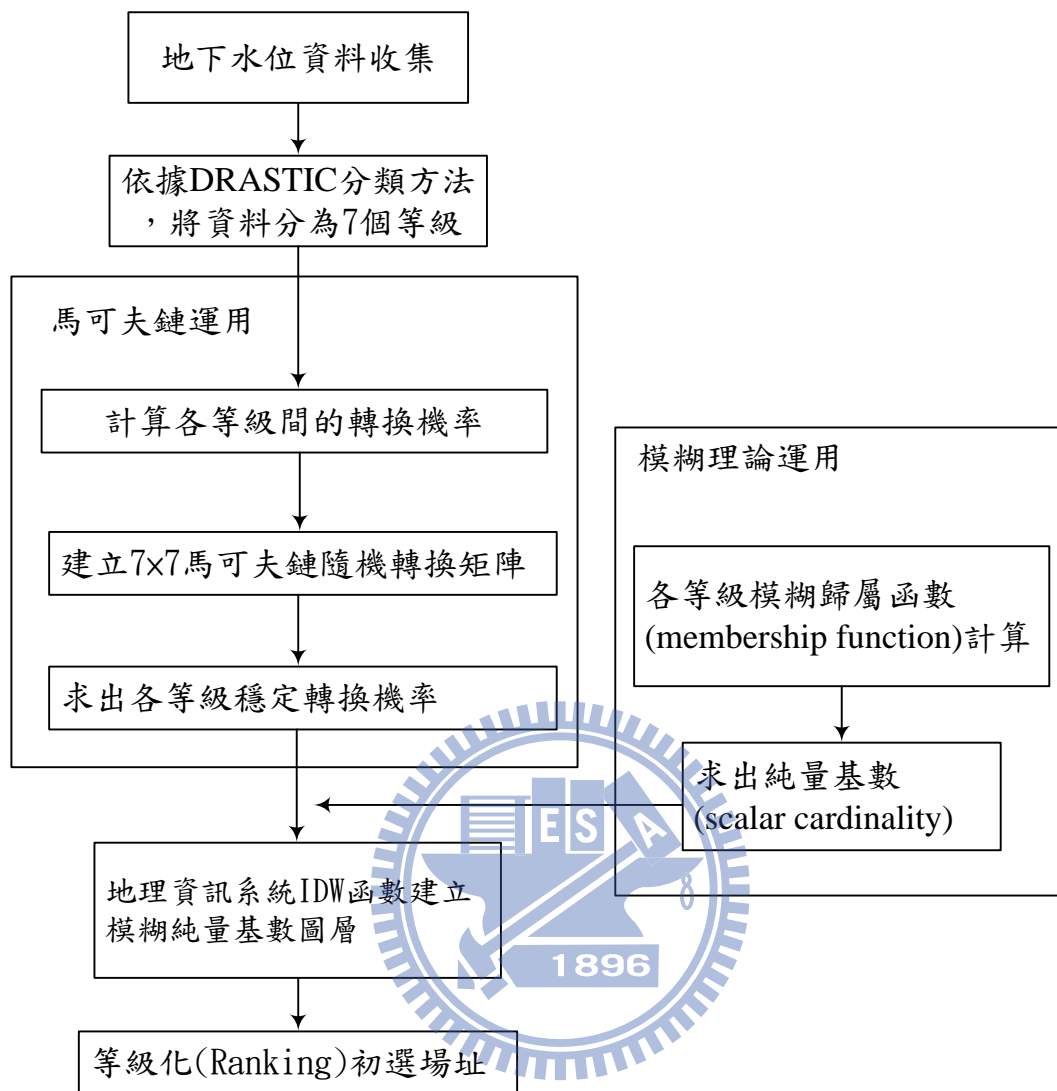 地下水位資料收集
依據DRASTIC分類方法
，將資料分為7個等級
馬可夫鏈運用
計算各等級間的轉換機率
建立7×7馬可夫鏈隨機轉換矩陣
求出各等級穩定轉換機率
模糊理論運用
各等級模糊歸屬函數
(membership function)計算
求出純量基數
(scalar cardinality)
地理資訊系統IDW函數建立
模糊純量基數圖層
等級化(Ranking)初選場址
E S A
1896